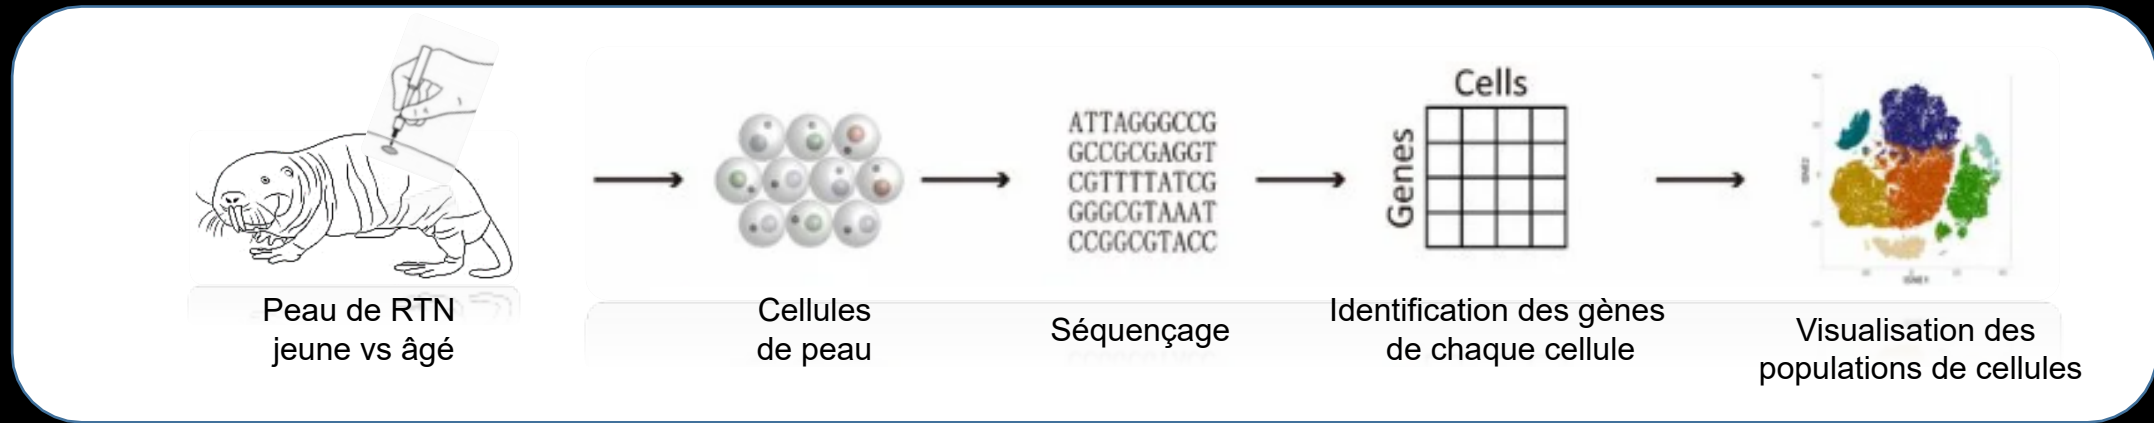 Peau de RTN
jeune vs âgé
Cellules
de peau
ATTAGGGCCG
GCCGCGAGGT
CGTTTTATCG
GGGCGTAAAT
CCGGCGTACC
Séquençage
Cells
Genes
Identification des gènes
de chaque cellule
Visualisation des
populations de cellules